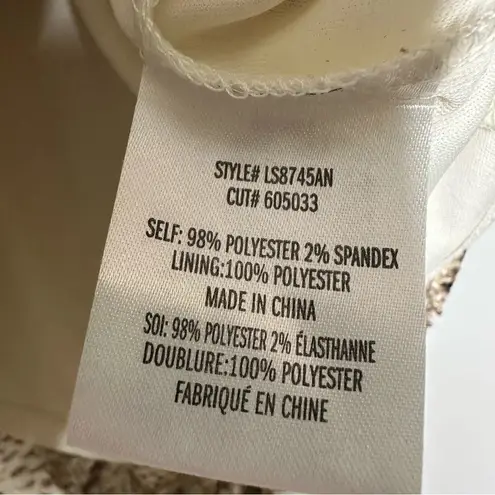 STYLE# LS8745AN
CUT# 605033
SELF: 98% POLYESTER 2% SPANDEX
LINING:100% POLYESTER
MADE IN CHINA
SOI: 98% POLYESTER 2% ÉLASTHANNE
DOUBLURE:100% POLYESTER
FABRIQUÉ EN CHINE